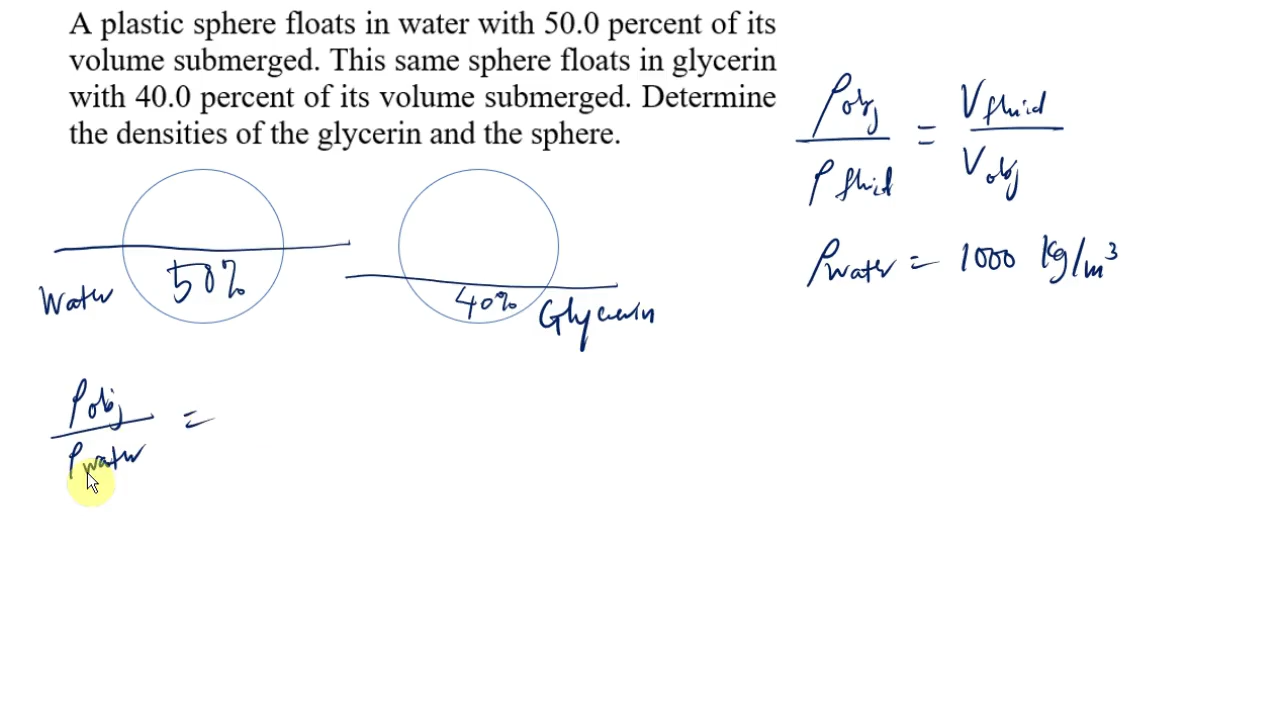 A plastic sphere floats in water with 50.0 percent of its
volume submerged. This same sphere floats in glycerin
with 40.0 percent of its volume submerged. Determine
the densities of the glycerin and the sphere.
ρobj / ρfluid = Vfluid / Vobj
ρwater = 1000 Kg/m³
Water 50%
40% Glycerin
ρobj / ρwater =